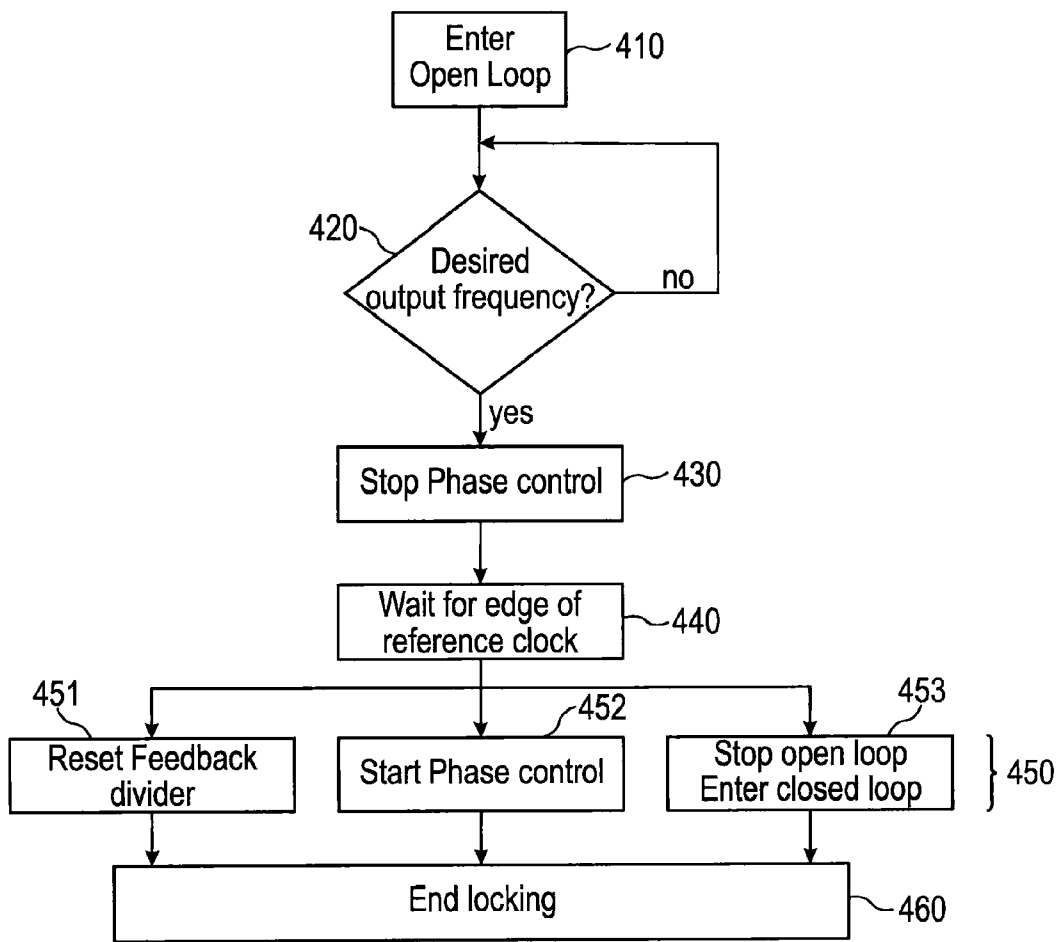 Enter
Open Loop
410
420
Desired
output frequency?
no
yes
Stop Phase control
430
Wait for edge of
reference clock
440
451
452
453
Reset Feedback
divider
Start Phase control
Stop open loop
Enter closed loop
450
End locking
460